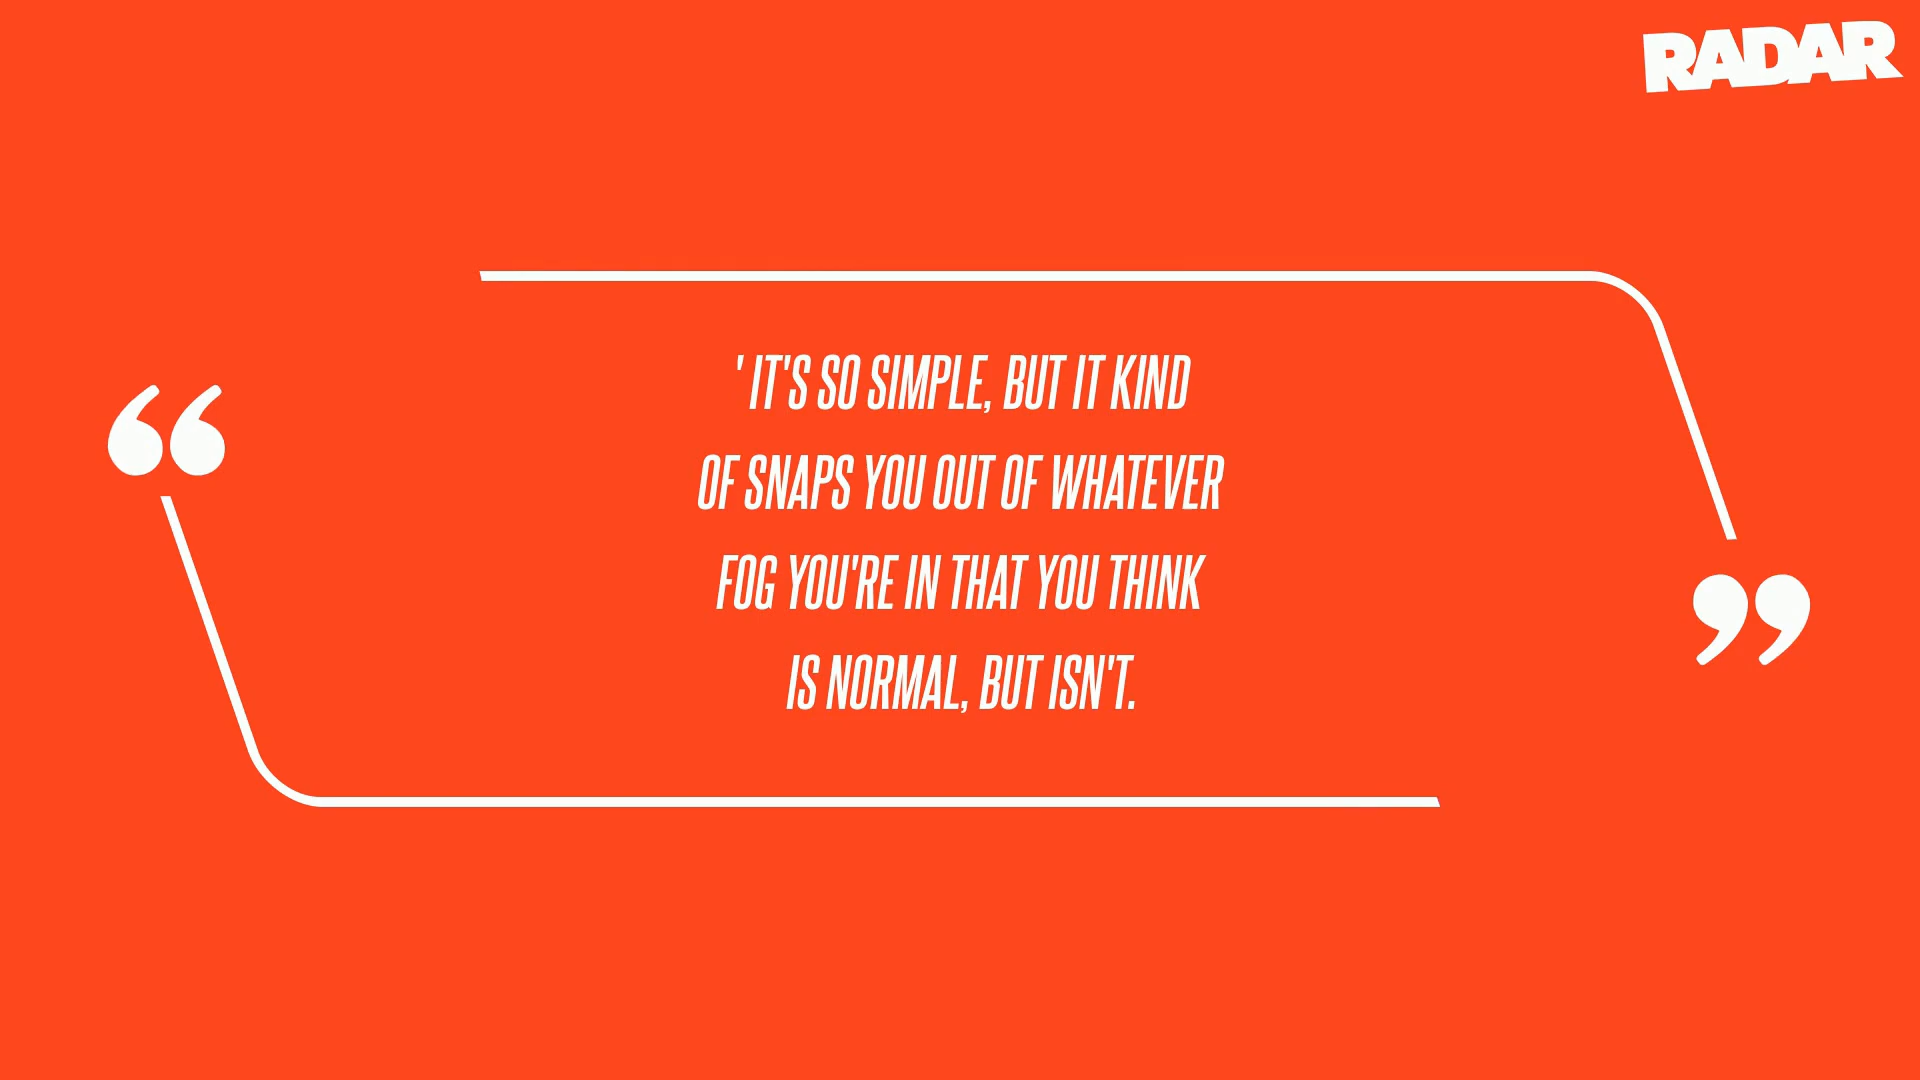 RADAR
' IT'S SO SIMPLE, BUT IT KIND
OF SNAPS YOU OUT OF WHATEVER
FOG YOU'RE IN THAT YOU THINK
IS NORMAL, BUT ISN'T.